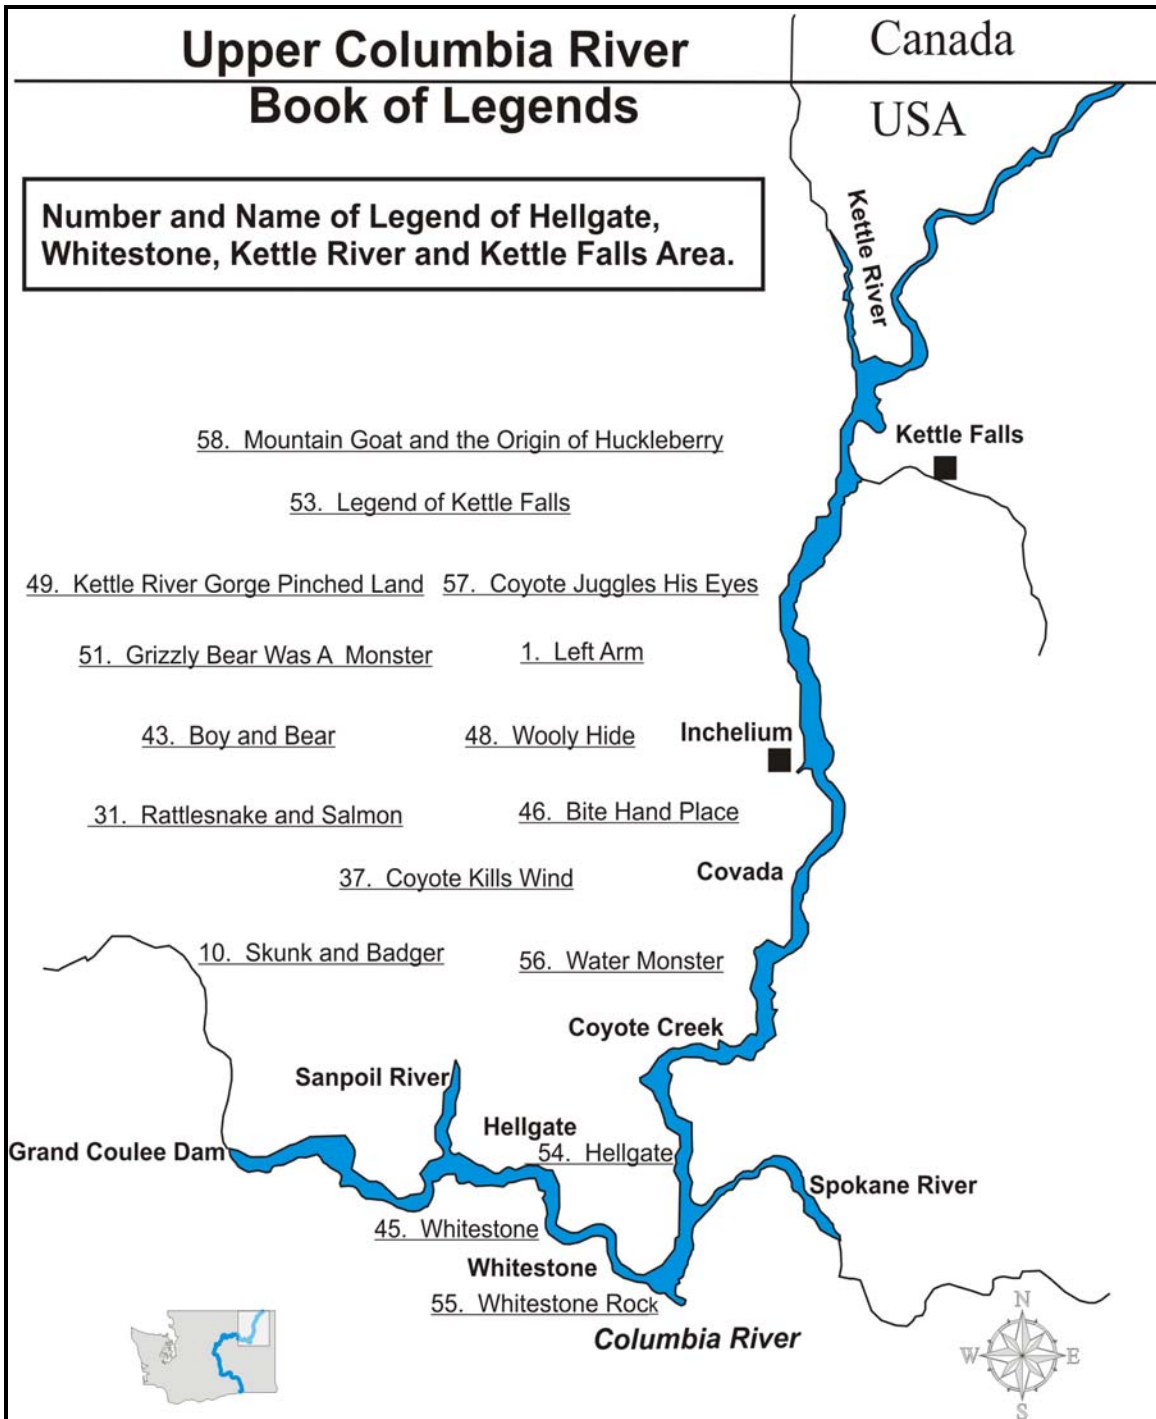 Upper Columbia River
Canada
Book of Legends
USA
Number and Name of Legend of Hellgate,
Whitestone, Kettle River and Kettle Falls Area.
Kettle River
58. Mountain Goat and the Origin of Huckleberry
Kettle Falls
53. Legend of Kettle Falls
49. Kettle River Gorge Pinched Land
57. Coyote Juggles His Eyes
51. Grizzly Bear Was A Monster
1. Left Arm
43. Boy and Bear
48. Wooly Hide
Inchelium
31. Rattlesnake and Salmon
46. Bite Hand Place
37. Coyote Kills Wind
Covada
10. Skunk and Badger
56. Water Monster
Coyote Creek
Sanpoil River
Hellgate
Grand Coulee Dam
54. Hellgate
Spokane River
45. Whitestone
Whitestone
55. Whitestone Rock
Columbia River
N
W
E
S